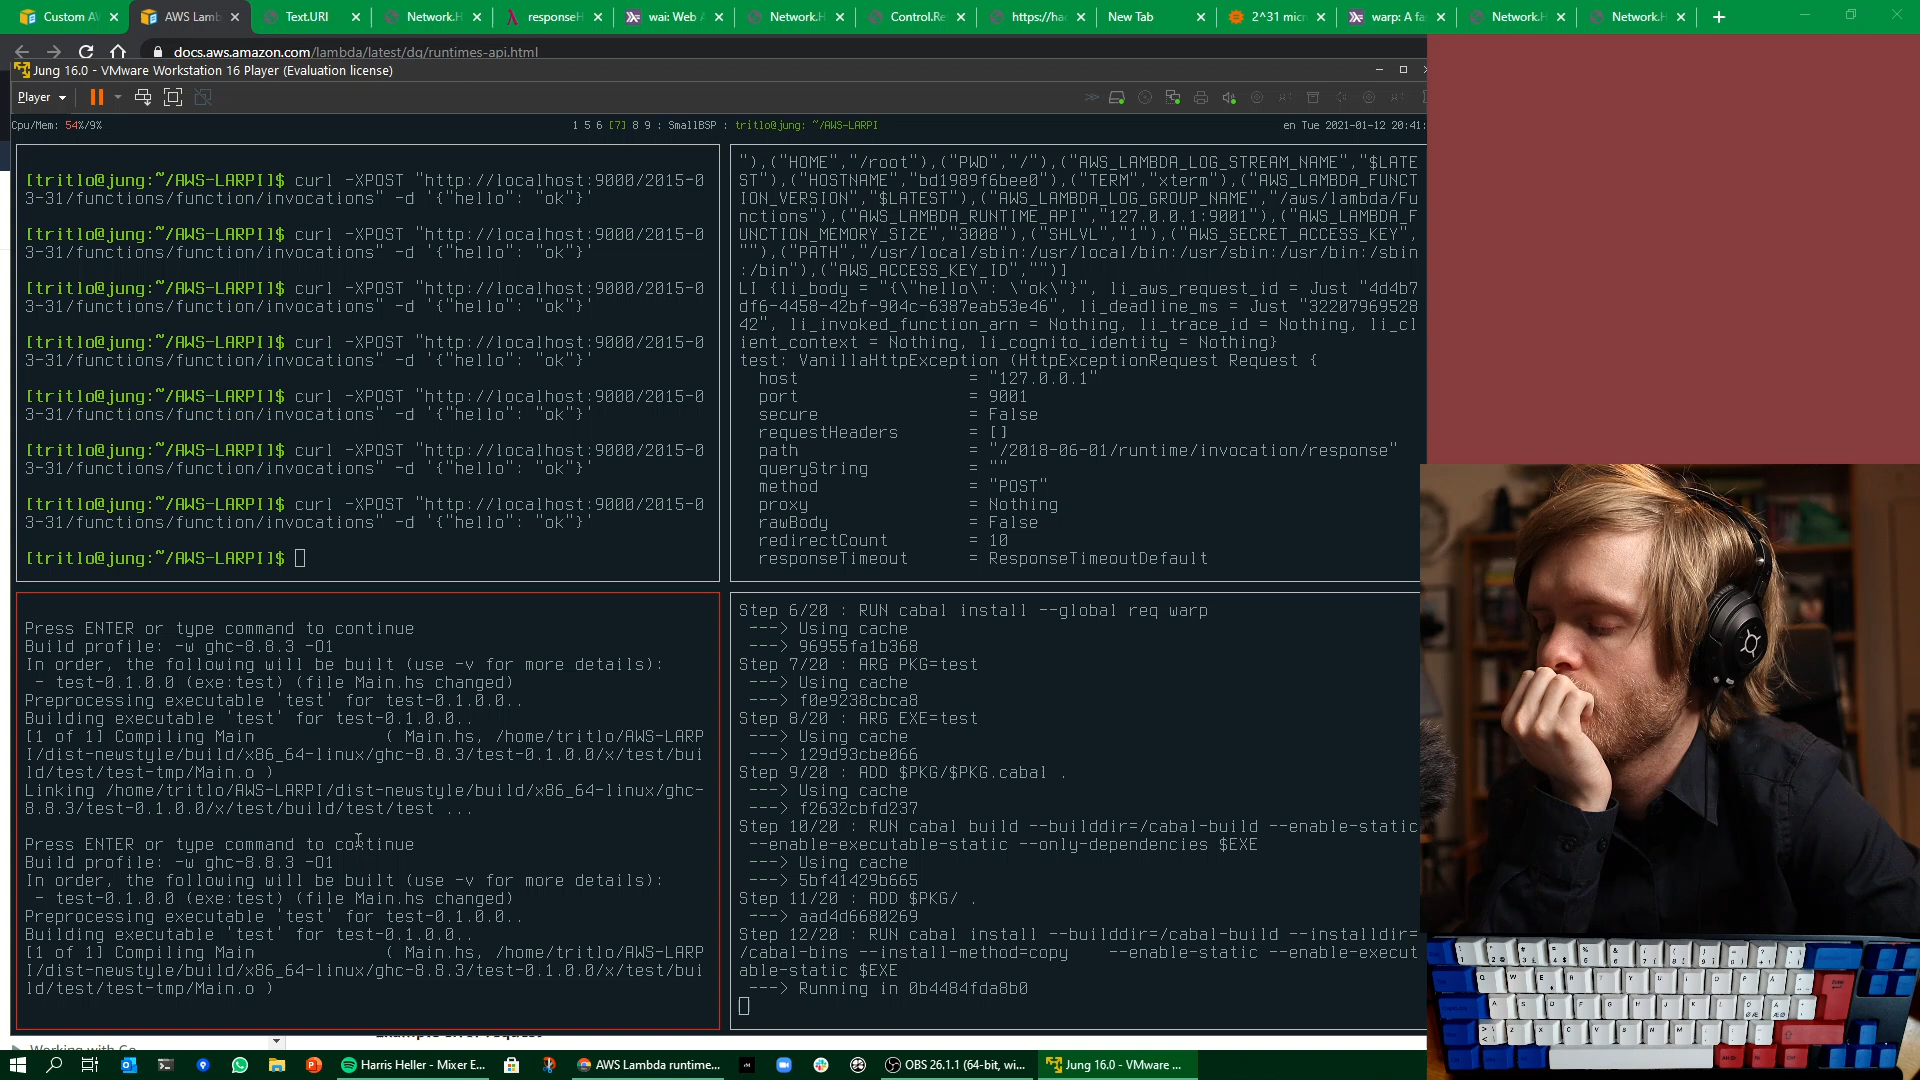 Custom AW
AWS Lamb
Text.URI
Network.H
responseH
wai: Web A
Network.H
Control.Re
https://hac
New Tab
2^31 micr
warp: A fa
Network.H
Network.H
docs.aws.amazon.com/lambda/latest/dg/runtimes-api.html
Jung 16.0 - VMware Workstation 16 Player (Evaluation license)
Player
Cpu/Mem: 54%/9%
1 5 6 [7] 8 9 : SmallBSP : tritlo@jung: ~/AWS-LARPI
en Tue 2021-01-12 20:41:
[tritlo@jung:~/AWS-LARPI]$ curl -XPOST "http://localhost:9000/2015-0
3-31/functions/function/invocations" -d '{"hello": "ok"}'
[tritlo@jung:~/AWS-LARPI]$ curl -XPOST "http://localhost:9000/2015-0
3-31/functions/function/invocations" -d '{"hello": "ok"}'
[tritlo@jung:~/AWS-LARPI]$ curl -XPOST "http://localhost:9000/2015-0
3-31/functions/function/invocations" -d '{"hello": "ok"}'
[tritlo@jung:~/AWS-LARPI]$ curl -XPOST "http://localhost:9000/2015-0
3-31/functions/function/invocations" -d '{"hello": "ok"}'
[tritlo@jung:~/AWS-LARPI]$ curl -XPOST "http://localhost:9000/2015-0
3-31/functions/function/invocations" -d '{"hello": "ok"}'
[tritlo@jung:~/AWS-LARPI]$ curl -XPOST "http://localhost:9000/2015-0
3-31/functions/function/invocations" -d '{"hello": "ok"}'
[tritlo@jung:~/AWS-LARPI]$ curl -XPOST "http://localhost:9000/2015-0
3-31/functions/function/invocations" -d '{"hello": "ok"}'
[tritlo@jung:~/AWS-LARPI]$
"),("HOME","/root"),("PWD","/"),("AWS_LAMBDA_LOG_STREAM_NAME","$LATE
ST"),("HOSTNAME","bd1989f6bee0"),("TERM","xterm"),("AWS_LAMBDA_FUNCT
ION_VERSION","$LATEST"),("AWS_LAMBDA_LOG_GROUP_NAME","/aws/lambda/Fu
nctions"),("AWS_LAMBDA_RUNTIME_API","127.0.0.1:9001"),("AWS_LAMBDA_F
UNCTION_MEMORY_SIZE","3008"),("SHLVL","1"),("AWS_SECRET_ACCESS_KEY",
""),("PATH","/usr/local/sbin:/usr/local/bin:/usr/sbin:/usr/bin:/sbin
:/bin"),("AWS_ACCESS_KEY_ID","")]
LI {li_body = "{\"hello\": \"ok\"}", li_aws_request_id = Just "4d4b7
df6-4458-42bf-904c-6387eab53e46", li_deadline_ms = Just "32207969528
42", li_invoked_function_arn = Nothing, li_trace_id = Nothing, li_cl
ient_context = Nothing, li_cognito_identity = Nothing}
test: VanillaHttpException (HttpExceptionRequest Request {
host = "127.0.0.1"
port = 9001
secure = False
requestHeaders = []
path = "/2018-06-01/runtime/invocation/response"
queryString = ""
method = "POST"
proxy = Nothing
rawBody = False
redirectCount = 10
responseTimeout = ResponseTimeoutDefault
Press ENTER or type command to continue
Build profile: -w ghc-8.8.3 -O1
In order, the following will be built (use -v for more details):
- test-0.1.0.0 (exe:test) (file Main.hs changed)
Preprocessing executable 'test' for test-0.1.0.0..
Building executable 'test' for test-0.1.0.0..
[1 of 1] Compiling Main ( Main.hs, /home/tritlo/AWS-LARP
I/dist-newstyle/build/x86_64-linux/ghc-8.8.3/test-0.1.0.0/x/test/bui
ld/test/test-tmp/Main.o )
Linking /home/tritlo/AWS-LARPI/dist-newstyle/build/x86_64-linux/ghc-
8.8.3/test-0.1.0.0/x/test/build/test/test ...
Press ENTER or type command to continue
Build profile: -w ghc-8.8.3 -O1
In order, the following will be built (use -v for more details):
- test-0.1.0.0 (exe:test) (file Main.hs changed)
Preprocessing executable 'test' for test-0.1.0.0..
Building executable 'test' for test-0.1.0.0..
[1 of 1] Compiling Main ( Main.hs, /home/tritlo/AWS-LARP
I/dist-newstyle/build/x86_64-linux/ghc-8.8.3/test-0.1.0.0/x/test/bui
ld/test/test-tmp/Main.o )
Step 6/20 : RUN cabal install --global req warp
---> Using cache
---> 96955fa1b368
Step 7/20 : ARG PKG=test
---> Using cache
---> f0e9238cbca8
Step 8/20 : ARG EXE=test
---> Using cache
---> 129d93cbe066
Step 9/20 : ADD $PKG/$PKG.cabal .
---> Using cache
---> f2632cbfd237
Step 10/20 : RUN cabal build --builddir=/cabal-build --enable-static
--enable-executable-static --only-dependencies $EXE
---> Using cache
---> 5bf41429b665
Step 11/20 : ADD $PKG/ .
---> aad4d6680269
Step 12/20 : RUN cabal install --builddir=/cabal-build --installdir=
/cabal-bins --install-method=copy --enable-static --enable-execut
able-static $EXE
---> Running in 0b4484fda8b0
Working with Go
Harris Heller - Mixer E...
AWS Lambda runtime...
OBS 26.1.1 (64-bit, wi...
Jung 16.0 - VMware ...